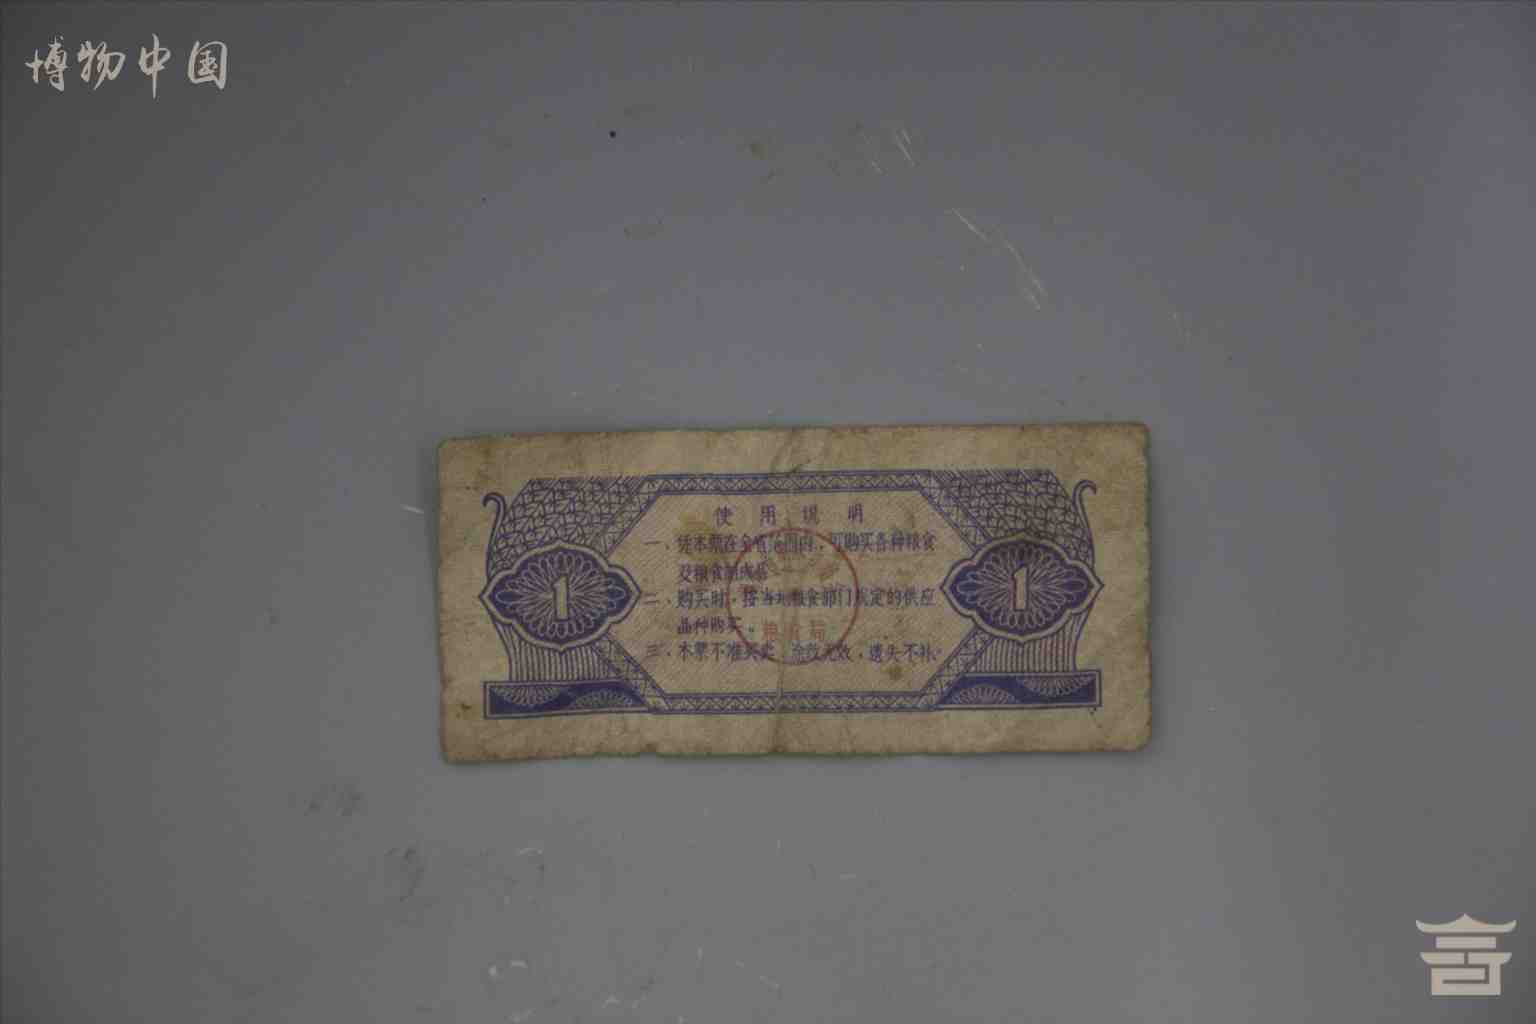 博物中国
使用说明
一、凭本票在全省范围内，可购买各种粮食
及粮食制成品。
1
1
二、购买时，按当地粮食部门规定的供应
品种购买。
粮食局
三、本票不准买卖，涂改无效，遗失不补。